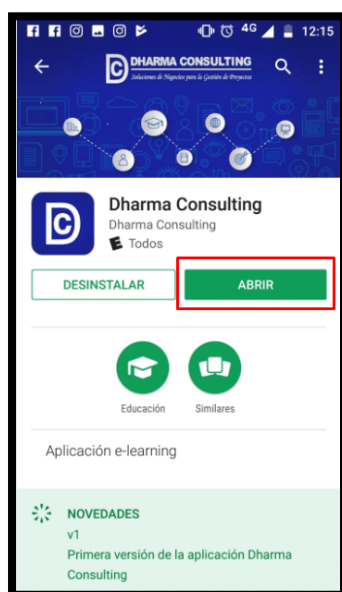 4G 12:15
DHARMA CONSULTING
Soluciones de Negocios para la Gestión de Proyectos
Dharma Consulting
Dharma Consulting
E Todos
DESINSTALAR ABRIR
Educación Similares
Aplicación e-learning
NOVEDADES
v1
Primera versión de la aplicación Dharma
Consulting